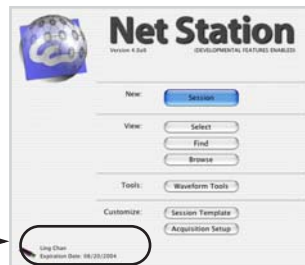 Net Station
Version 4.0a8 (DEVELOPMENTAL FEATURES ENABLED)
New: Session
View: Select
Find
Browse
Tools: Waveform Tools
Customize: Session Template
Acquisition Setup
Ling Chan
Expiration Date: 06/20/2004